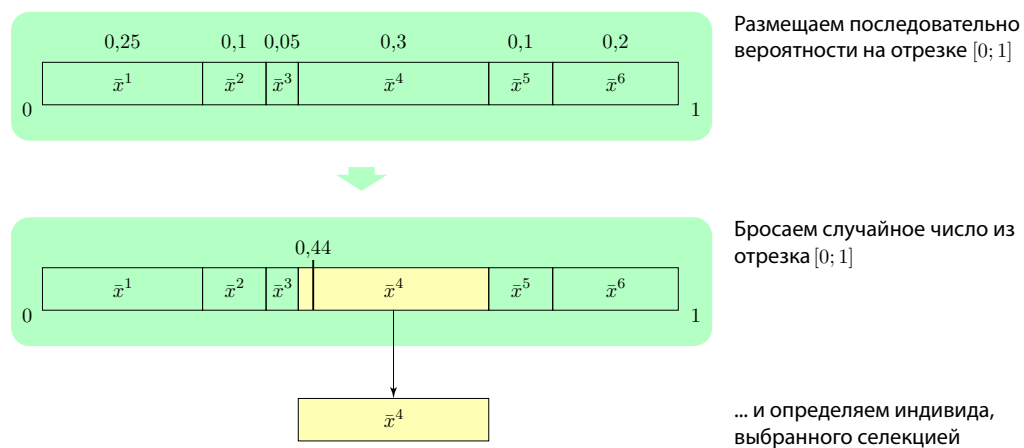 0,25 0,1 0,05 0,3 0,1 0,2
x̄¹ x̄² x̄³ x̄⁴ x̄⁵ x̄⁶
0 1
Размещаем последовательно
вероятности на отрезке [0; 1]
0,44
x̄¹ x̄² x̄³ x̄⁴ x̄⁵ x̄⁶
0 1
Бросаем случайное число из
отрезка [0; 1]
x̄⁴
... и определяем индивида,
выбранного селекцией